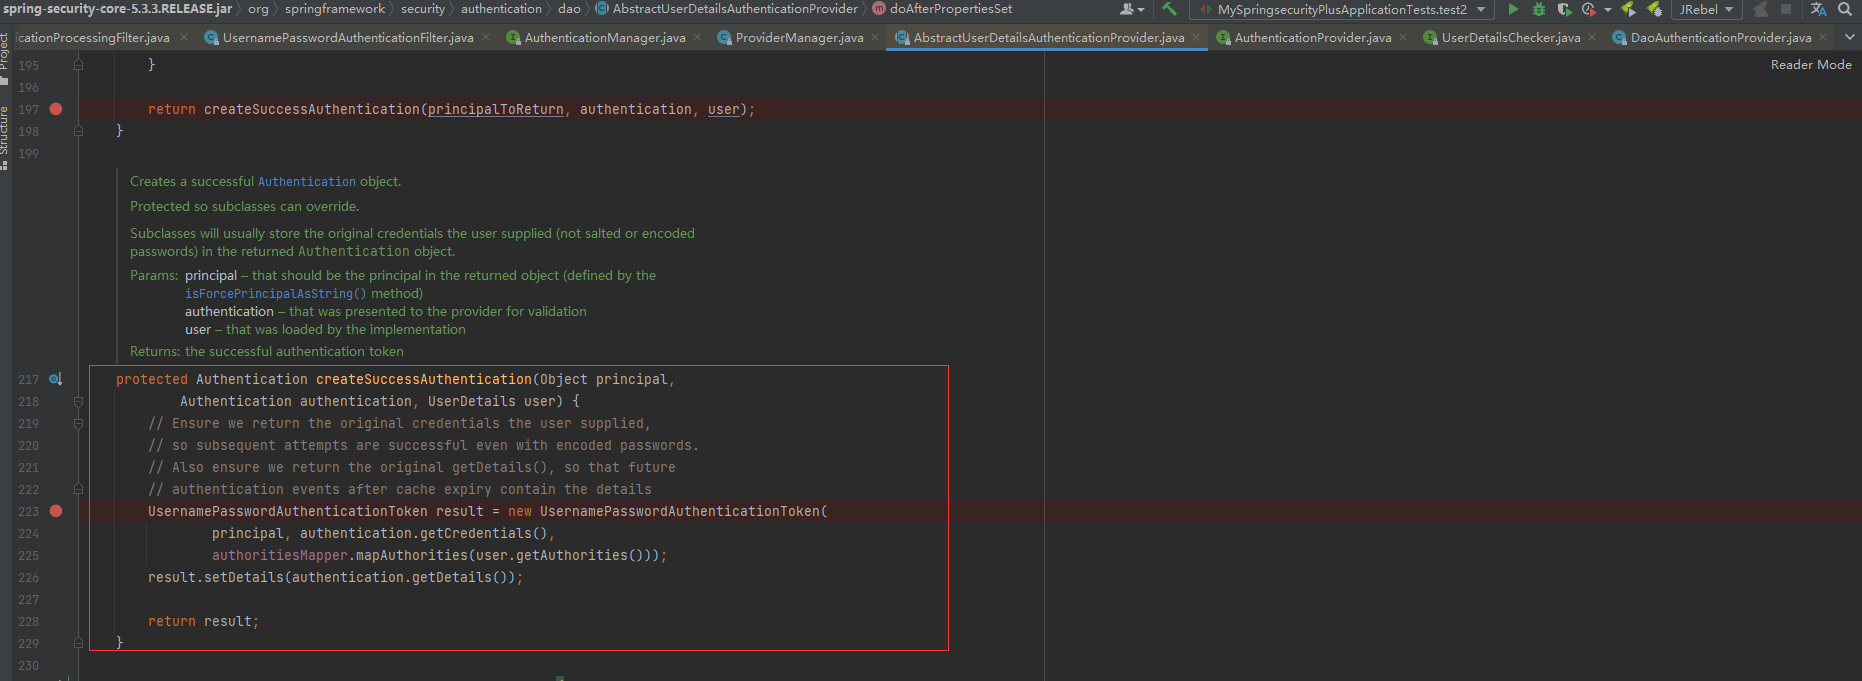 spring-security-core-5.3.3.RELEASE.jar org springframework security authentication dao AbstractUserDetailsAuthenticationProvider doAfterPropertiesSet MySpringsecurityPlusApplicationTests.test2 JRebel
icationProcessingFilter.java UsernamePasswordAuthenticationFilter.java AuthenticationManager.java ProviderManager.java AbstractUserDetailsAuthenticationProvider.java AuthenticationProvider.java UserDetailsChecker.java DaoAuthenticationProvider.java
Project
Structure
Reader Mode
195 }
196
197 return createSuccessAuthentication(principalToReturn, authentication, user);
198 }
199
Creates a successful Authentication object.
Protected so subclasses can override.
Subclasses will usually store the original credentials the user supplied (not salted or encoded
passwords) in the returned Authentication object.
Params: principal – that should be the principal in the returned object (defined by the
isForcePrincipalAsString() method)
authentication – that was presented to the provider for validation
user – that was loaded by the implementation
Returns: the successful authentication token
217 protected Authentication createSuccessAuthentication(Object principal,
218 Authentication authentication, UserDetails user) {
219 // Ensure we return the original credentials the user supplied,
220 // so subsequent attempts are successful even with encoded passwords.
221 // Also ensure we return the original getDetails(), so that future
222 // authentication events after cache expiry contain the details
223 UsernamePasswordAuthenticationToken result = new UsernamePasswordAuthenticationToken(
224 principal, authentication.getCredentials(),
225 authoritiesMapper.mapAuthorities(user.getAuthorities()));
226 result.setDetails(authentication.getDetails());
227
228 return result;
229 }
230